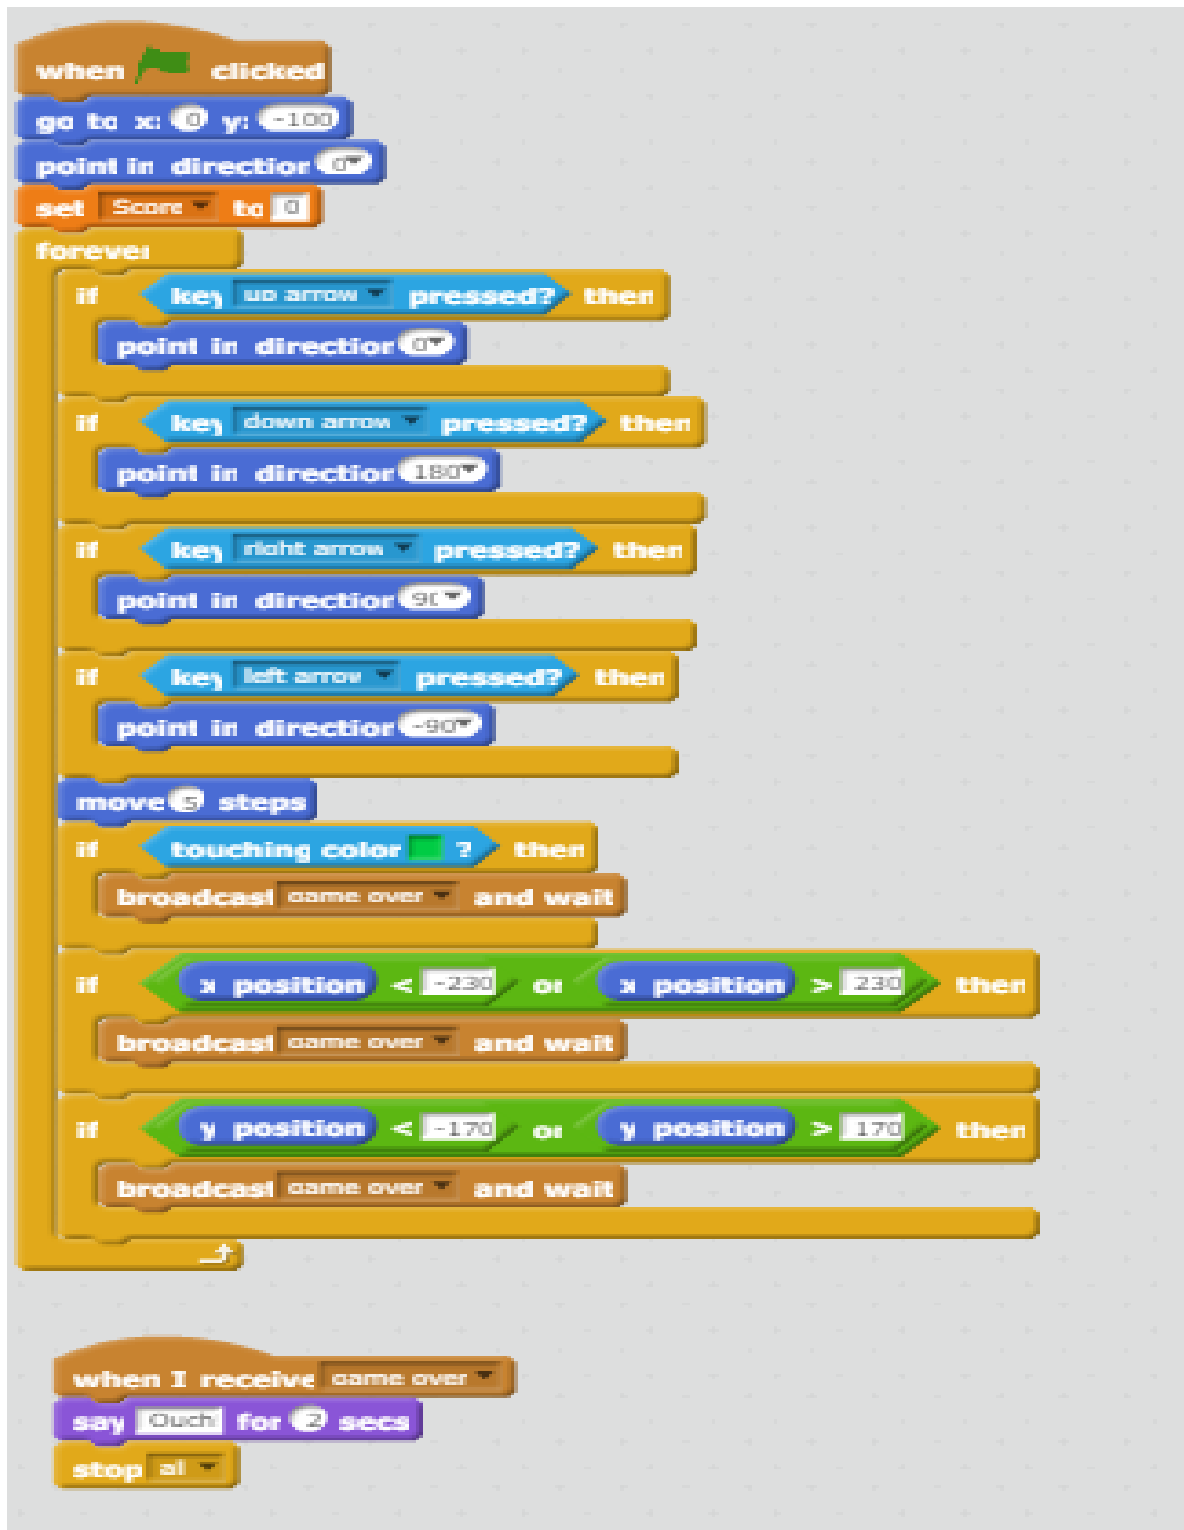 when clicked
go to x: 0 y: -100
point in direction 0
set Score to 0
forever
if key up arrow pressed? then
point in direction 0
if key down arrow pressed? then
point in direction 180
if key right arrow pressed? then
point in direction 90
if key left arrow pressed? then
point in direction -90
move 5 steps
if touching color ? then
broadcast game over and wait
if x position < -230 or x position > 230 then
broadcast game over and wait
if y position < -170 or y position > 170 then
broadcast game over and wait
when I receive game over
say Ouch! for 2 secs
stop all